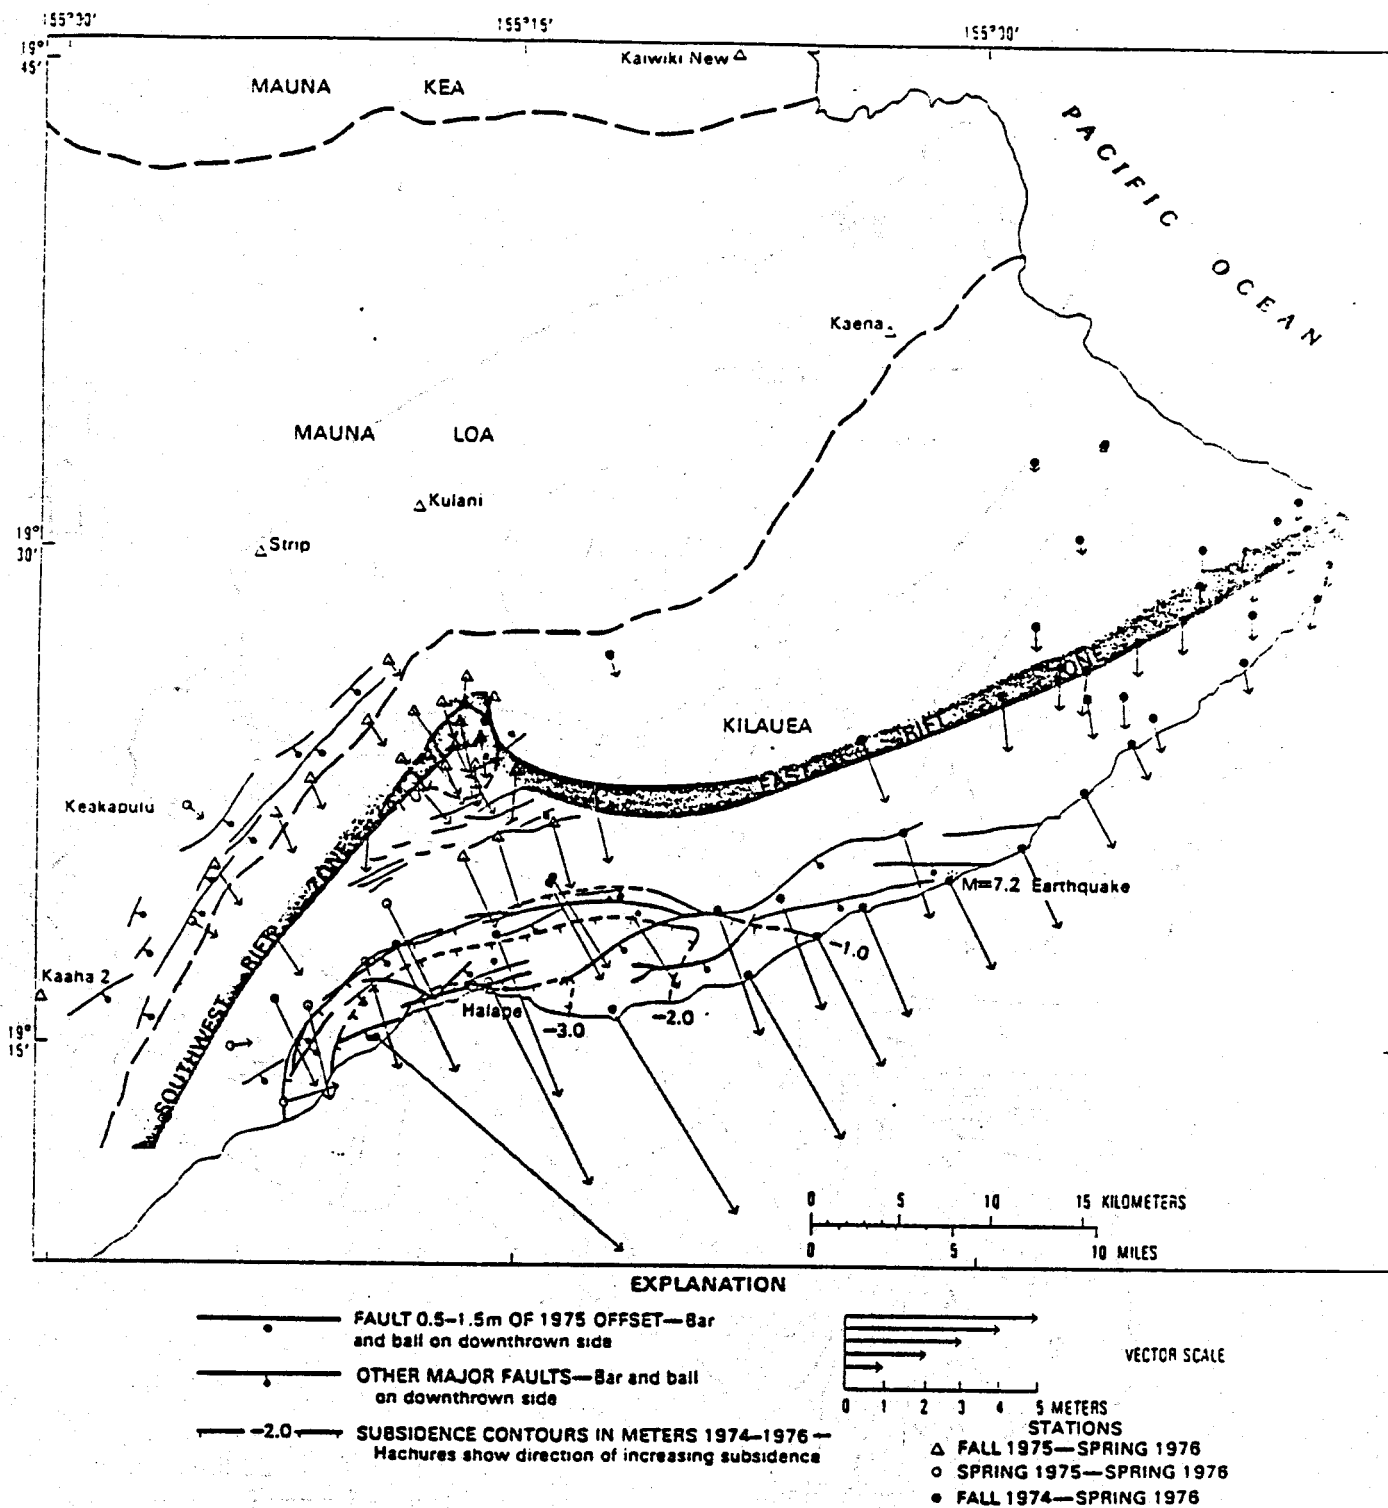 155°30'
155°15'
155°00'
19°
45'
Kaiwiki New
MAUNA KEA
PACIFIC OCEAN
Kaena
MAUNA LOA
Kulani
19°
30'
Strip
KILAUEA
EAST RIFT ZONE
Keakapulu
SOUTHWEST RIFT ZONE
M=7.2 Earthquake
-1.0
Kaaha 2
Halape
-3.0
-2.0
19°
15'
0 5 10 15 KILOMETERS
0 5 10 MILES
EXPLANATION
FAULT 0.5-1.5m OF 1975 OFFSET—Bar
and ball on downthrown side
OTHER MAJOR FAULTS—Bar and ball
on downthrown side
-2.0 SUBSIDENCE CONTOURS IN METERS 1974-1976-
Hachures show direction of increasing subsidence
VECTOR SCALE
0 1 2 3 4 5 METERS
STATIONS
FALL 1975—SPRING 1976
SPRING 1975—SPRING 1976
FALL 1974—SPRING 1976